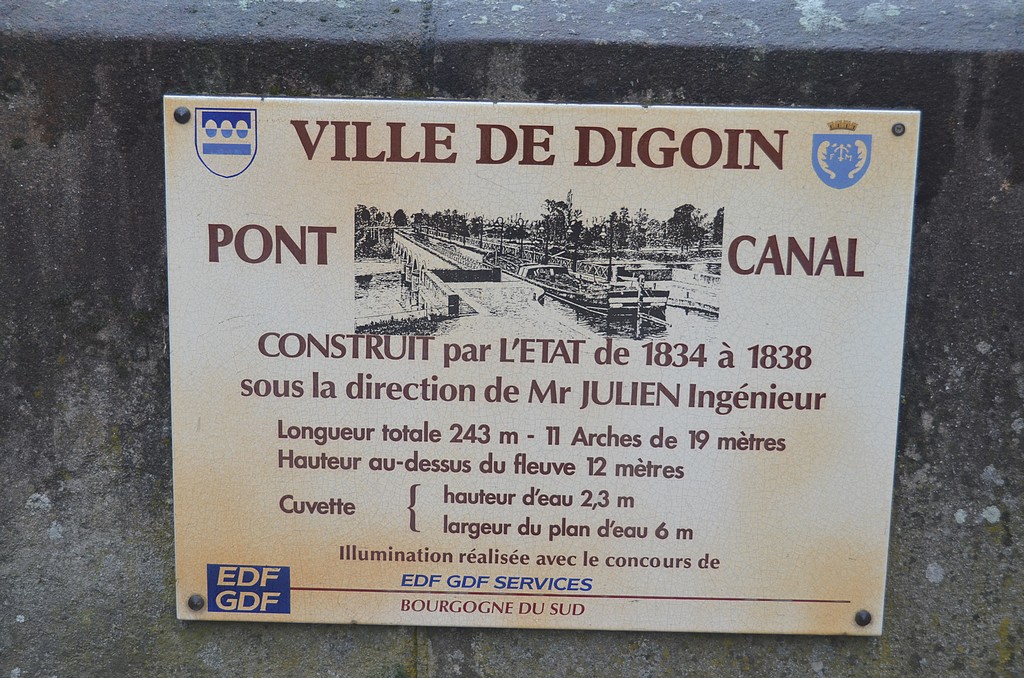 VILLE DE DIGOIN
F M
PONT CANAL
CONSTRUIT par L'ETAT de 1834 à 1838
sous la direction de Mr JULIEN Ingénieur
Longueur totale 243 m - 11 Arches de 19 mètres
Hauteur au-dessus du fleuve 12 mètres
Cuvette { hauteur d'eau 2,3 m
largeur du plan d'eau 6 m
Illumination réalisée avec le concours de
EDF GDF SERVICES
BOURGOGNE DU SUD
EDF
GDF